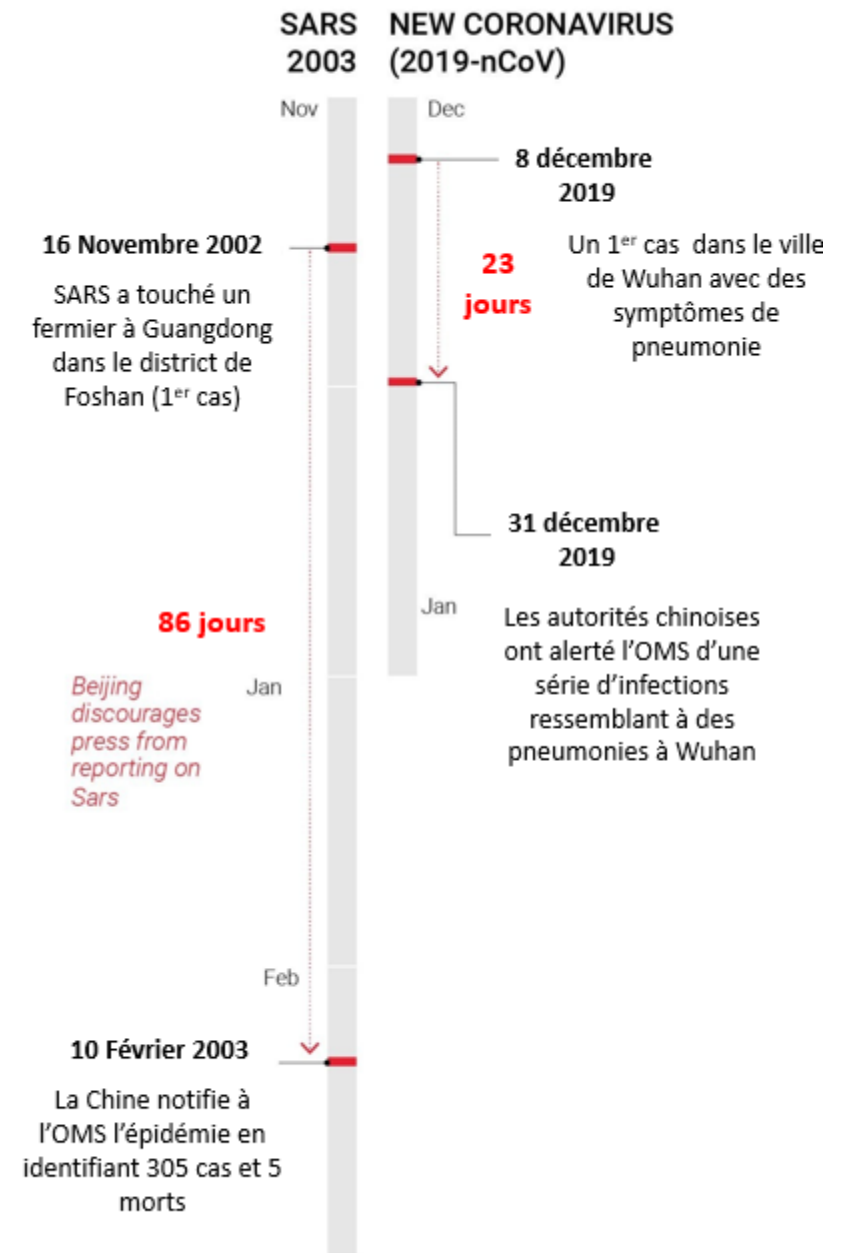 SARS
2003
NEW CORONAVIRUS
(2019-nCoV)
Nov
Dec
8 décembre
2019
Un 1er cas dans le ville
de Wuhan avec des
symptômes de
pneumonie
23
jours
16 Novembre 2002
SARS a touché un
fermier à Guangdong
dans le district de
Foshan (1er cas)
31 décembre
2019
Les autorités chinoises
ont alerté l'OMS d'une
série d'infections
ressemblant à des
pneumonies à Wuhan
Jan
86 jours
Beijing
discourages
press from
reporting on
Sars
Jan
Feb
10 Février 2003
La Chine notifie à
l'OMS l'épidémie en
identifiant 305 cas et 5
morts